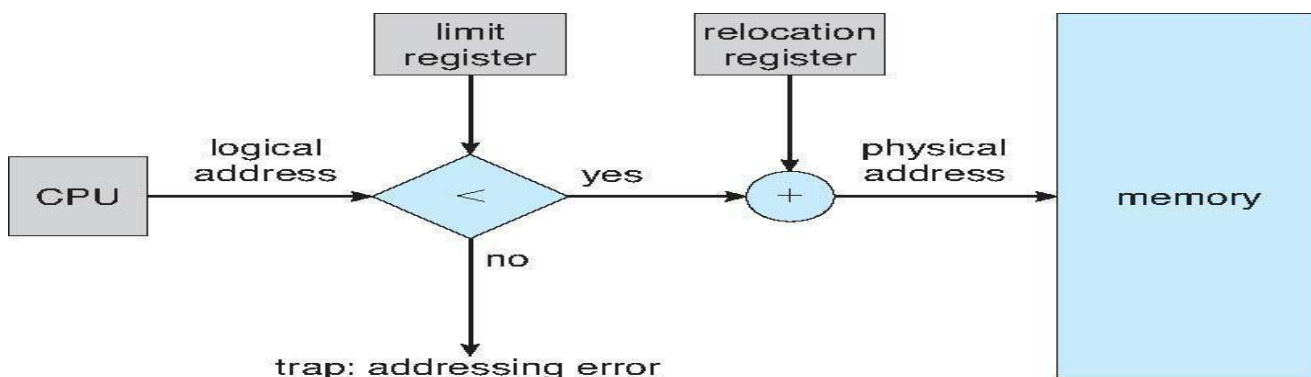 limit
register
relocation
register
logical
address
physical
address
CPU
<
yes
+
memory
no
trap: addressing error